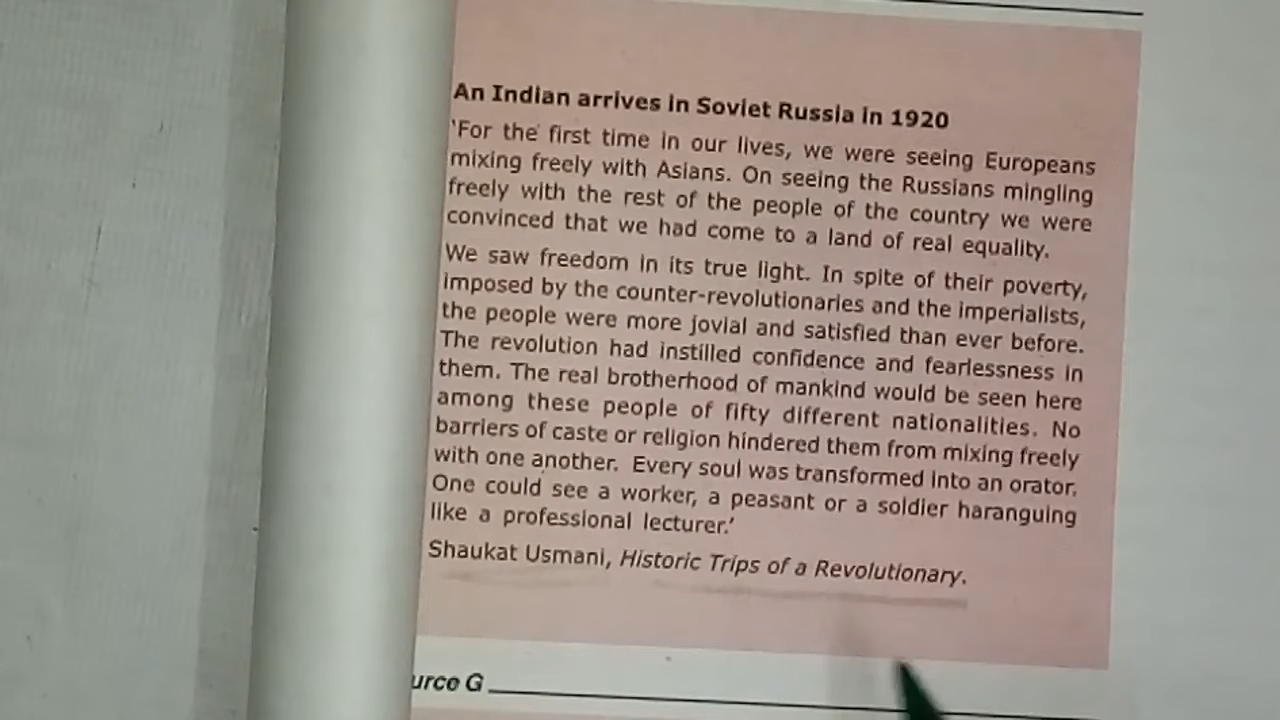 An Indian arrives in Soviet Russia in 1920
‘For the first time in our lives, we were seeing Europeans
mixing freely with Asians. On seeing the Russians mingling
freely with the rest of the people of the country we were
convinced that we had come to a land of real equality.
We saw freedom in its true light. In spite of their poverty,
imposed by the counter-revolutionaries and the imperialists,
the people were more jovial and satisfied than ever before.
The revolution had instilled confidence and fearlessness in
them. The real brotherhood of mankind would be seen here
among these people of fifty different nationalities. No
barriers of caste or religion hindered them from mixing freely
with one another. Every soul was transformed into an orator.
One could see a worker, a peasant or a soldier haranguing
like a professional lecturer.’
Shaukat Usmani, Historic Trips of a Revolutionary.
urce G